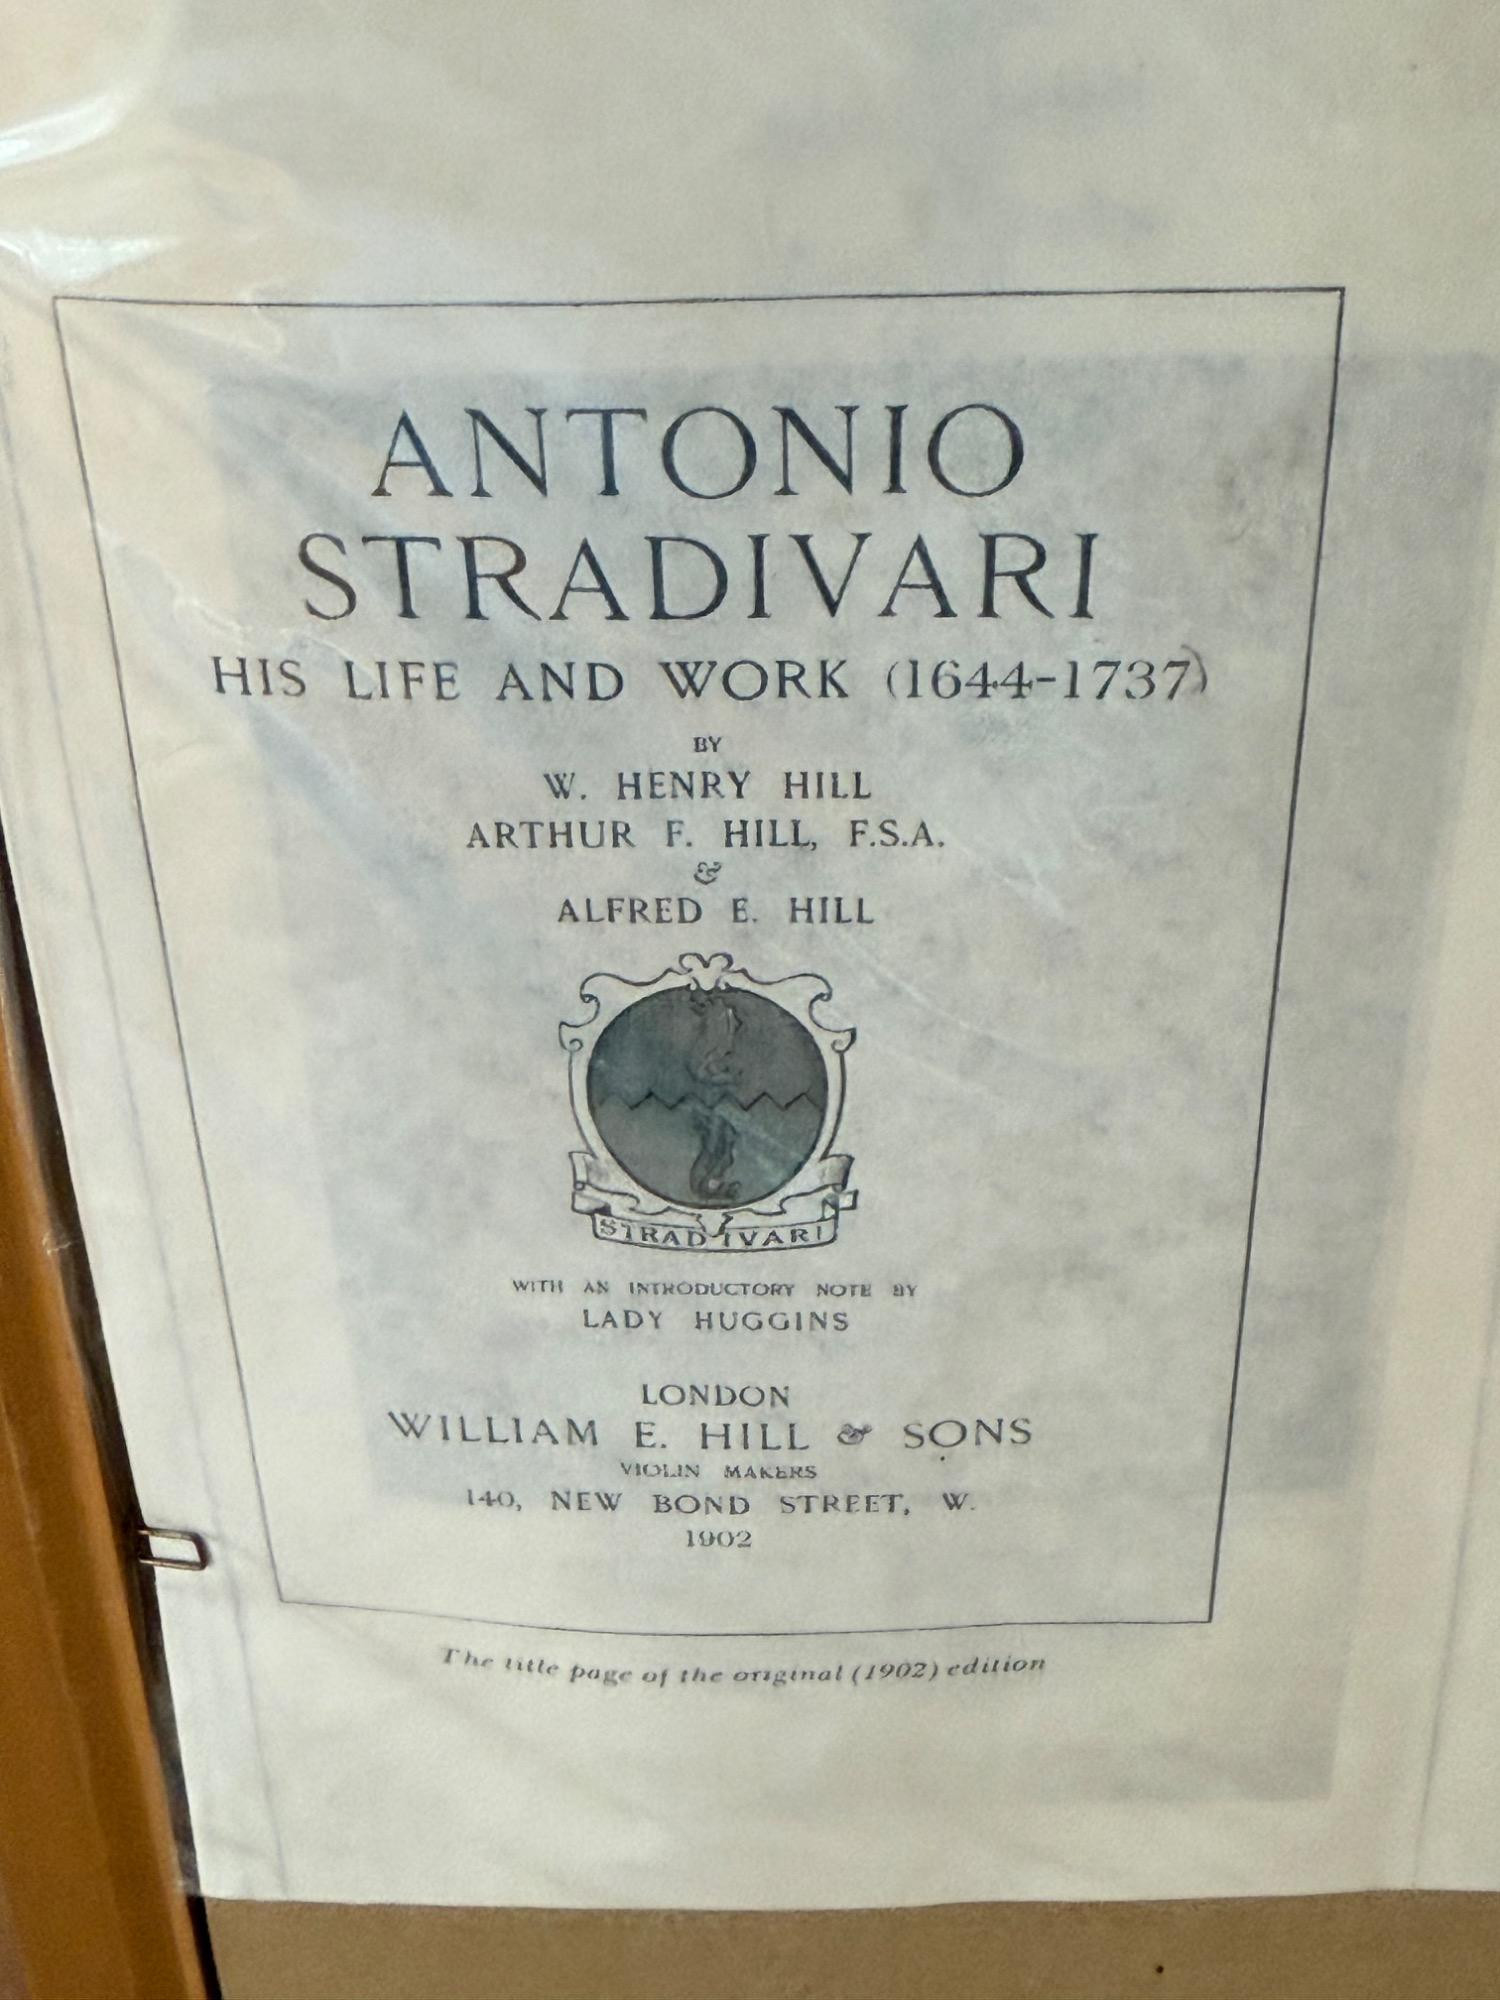 ANTONIO
STRADIVARI
HIS LIFE AND WORK (1644-1737)
BY
W. HENRY HILL
ARTHUR F. HILL, F.S.A.
&
ALFRED E. HILL
STRADIVARI
WITH AN INTRODUCTORY NOTE BY
LADY HUGGINS
LONDON
WILLIAM E. HILL & SONS
VIOLIN MAKERS
140, NEW BOND STREET, W.
1902
The title page of the original (1902) edition